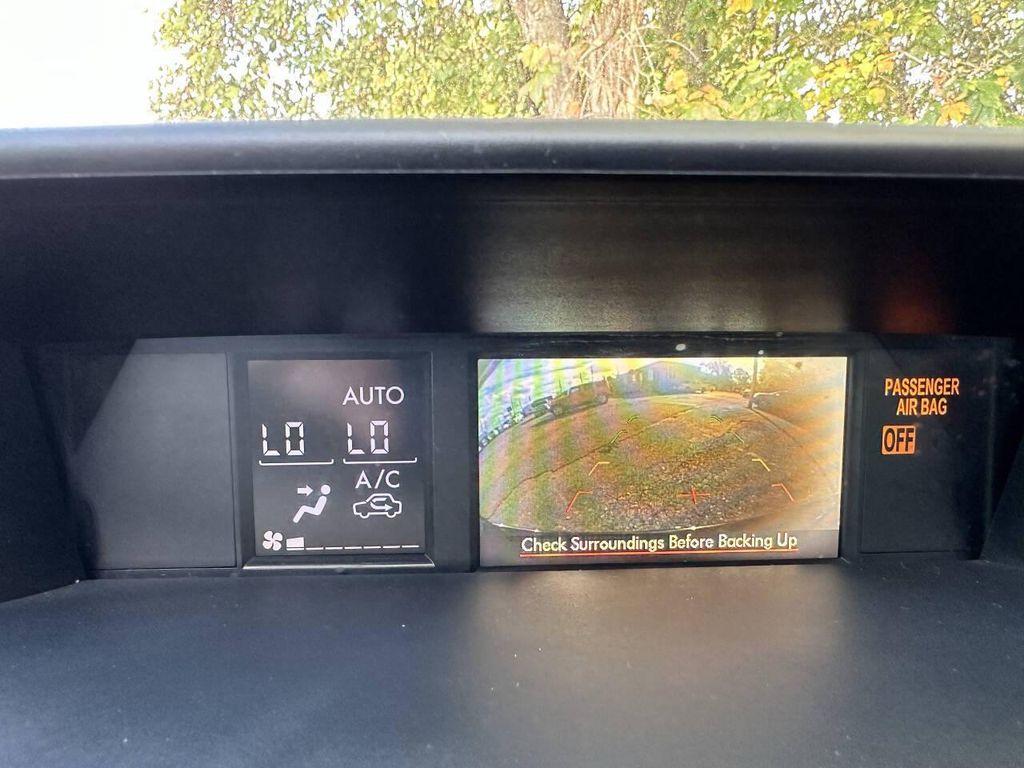 AUTO
LO LO
A/C
Check Surroundings Before Backing Up
PASSENGER
AIR BAG
OFF